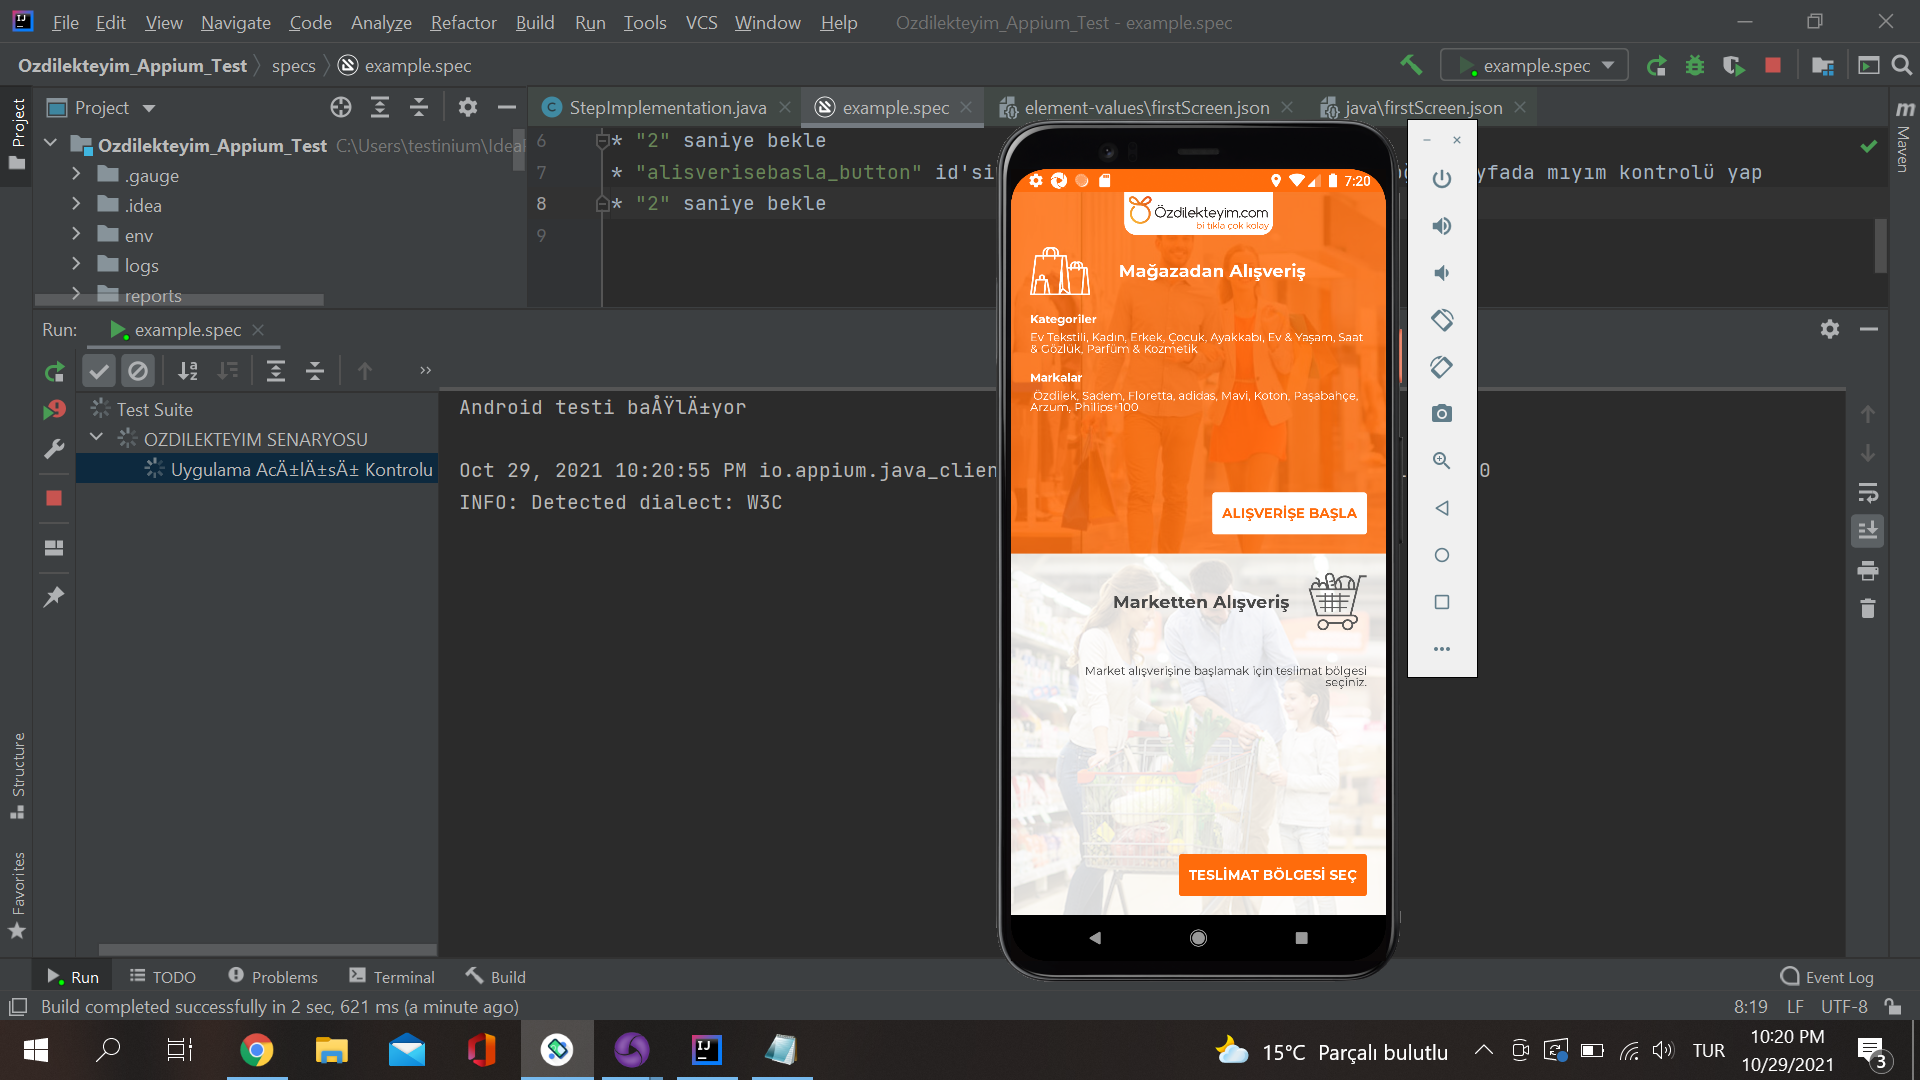 File Edit View Navigate Code Analyze Refactor Build Run Tools VCS Window Help Ozdilekteyim_Appium_Test - example.spec
Ozdilekteyim_Appium_Test specs example.spec
example.spec
Project
StepImplementation.java
example.spec
element-values\firstScreen.json
java\firstScreen.json
Project
Maven
Ozdilekteyim_Appium_Test C:\Users\testinium\Idea
.gauge
.idea
env
logs
reports
6 * "2" saniye bekle
7 * "alisverisebasla_button" id'si yfada mıyım kontrolü yap
8 * "2" saniye bekle
9
Run: example.spec
Test Suite
OZDILEKTEYIM SENARYOSU
Uygulama AcÄ±lÄ±sÄ± Kontrolu
Android testi baÅŸlÄ±yor
Oct 29, 2021 10:20:55 PM io.appium.java_clien 0
INFO: Detected dialect: W3C
7:20
Özdilekteyim.com
bi tıkla çok kolay
Mağazadan Alışveriş
Kategoriler
Ev Tekstili, Kadın, Erkek, Çocuk, Ayakkabı, Ev & Yaşam, Saat
& Gözlük, Parfüm & Kozmetik
Markalar
Özdilek, Sadem, Floretta, adidas, Mavi, Koton, Paşabahçe,
Arzum, Philips+100
ALIŞVERİŞE BAŞLA
Marketten Alışveriş
Market alışverişine başlamak için teslimat bölgesi
seçiniz.
TESLİMAT BÖLGESİ SEÇ
Structure
Favorites
Run TODO Problems Terminal Build Event Log
Build completed successfully in 2 sec, 621 ms (a minute ago) 8:19 LF UTF-8
15°C Parçalı bulutlu TUR 10:20 PM
10/29/2021
3